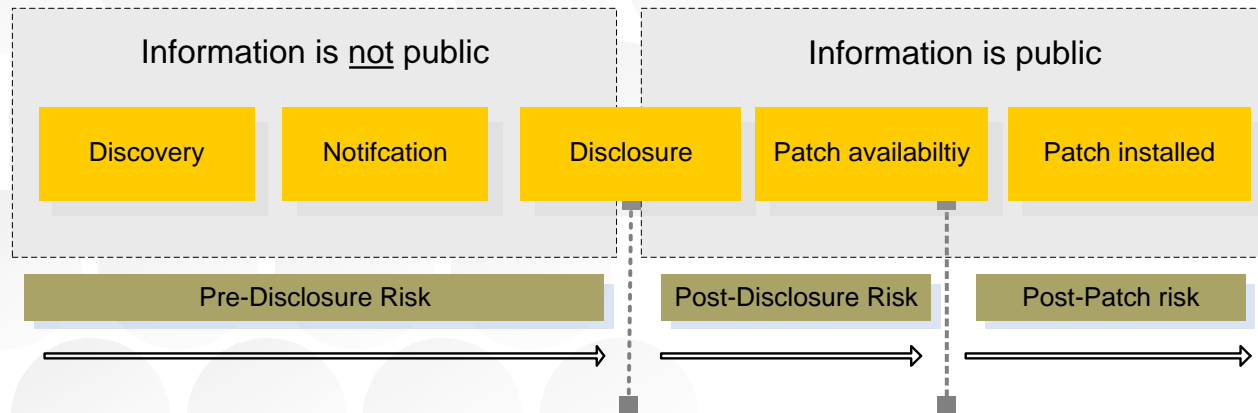 Information is not public
Information is public
Discovery
Notifcation
Disclosure
Patch availabiltiy
Patch installed
Pre-Disclosure Risk
Post-Disclosure Risk
Post-Patch risk